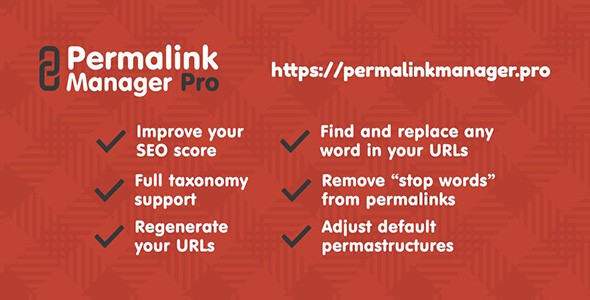 Permalink
Manager Pro
https://permalinkmanager.pro
Improve your
SEO score
Full taxonomy
support
Regenerate
your URLs
Find and replace any
word in your URLs
Remove “stop words”
from permalinks
Adjust default
permastructures